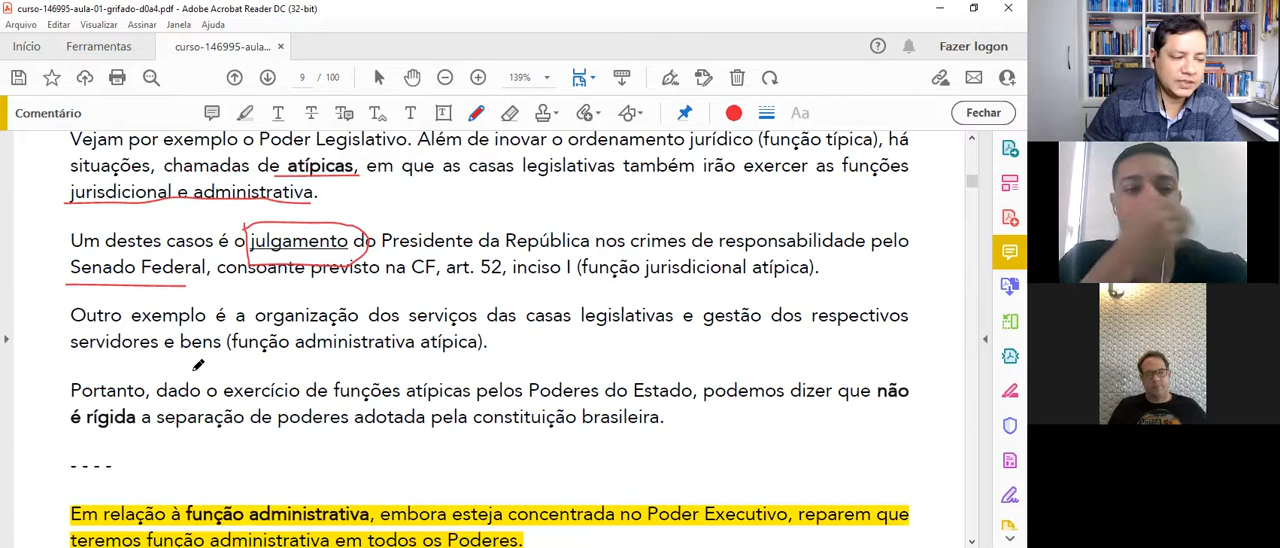 curso-146995-aula-01-grifado-d0a4.pdf - Adobe Acrobat Reader DC (32-bit)
Arquivo Editar Visualizar Assinar Janela Ajuda
Início Ferramentas curso-146995-aula... × Fazer logon
9 / 100 139%
Comentário Aa Fechar
Vejam por exemplo o Poder Legislativo. Além de inovar o ordenamento jurídico (função típica), há
situações, chamadas de atípicas, em que as casas legislativas também irão exercer as funções
jurisdicional e administrativa.
Um destes casos é o julgamento do Presidente da República nos crimes de responsabilidade pelo
Senado Federal, consoante previsto na CF, art. 52, inciso I (função jurisdicional atípica).
Outro exemplo é a organização dos serviços das casas legislativas e gestão dos respectivos
servidores e bens (função administrativa atípica).
Portanto, dado o exercício de funções atípicas pelos Poderes do Estado, podemos dizer que não
é rígida a separação de poderes adotada pela constituição brasileira.
- - - -
Em relação à função administrativa, embora esteja concentrada no Poder Executivo, reparem que
teremos função administrativa em todos os Poderes.